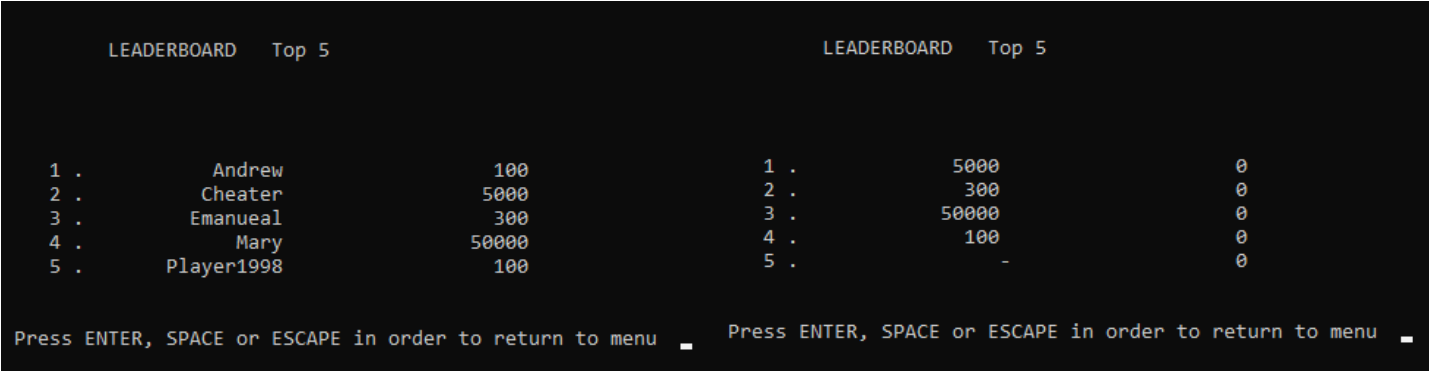 LEADERBOARD Top 5
1 . Andrew 100
2 . Cheater 5000
3 . Emanueal 300
4 . Mary 50000
5 . Player1998 100
Press ENTER, SPACE or ESCAPE in order to return to menu
LEADERBOARD Top 5
1 . 5000 0
2 . 300 0
3 . 50000 0
4 . 100 0
5 . - 0
Press ENTER, SPACE or ESCAPE in order to return to menu